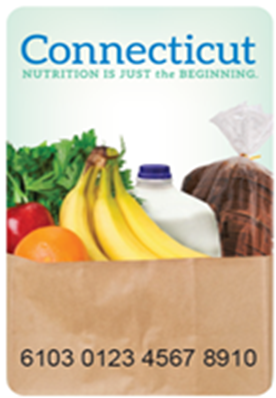 Connecticut
NUTRITION IS JUST the BEGINNING.
6103 0123 4567 8910